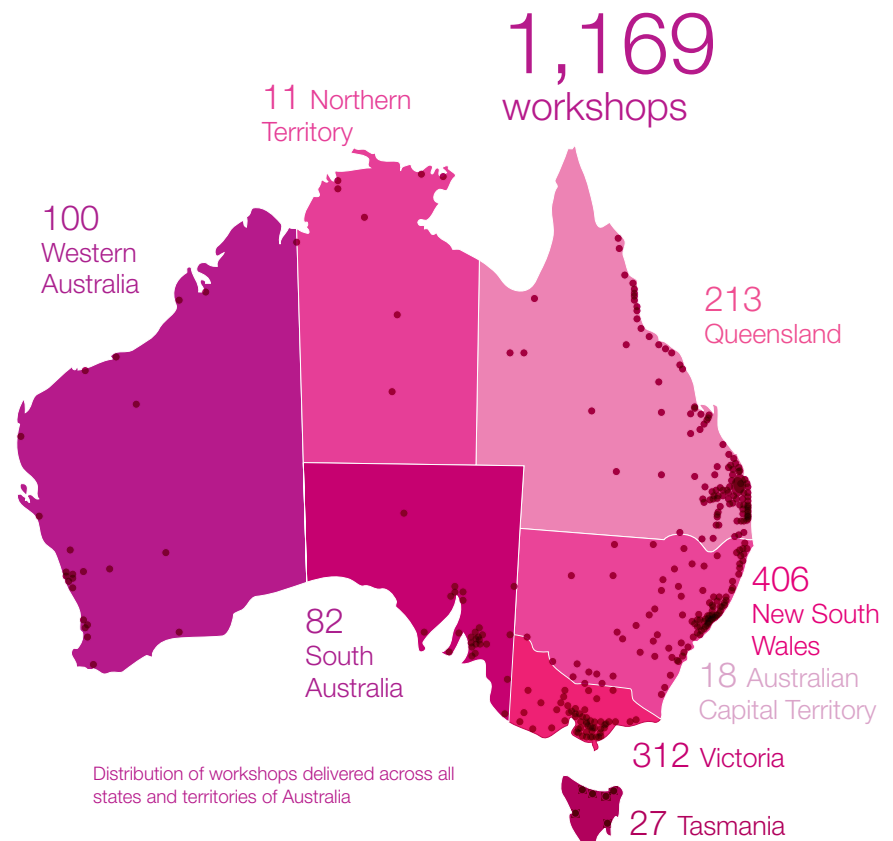 1,169
workshops
11 Northern
Territory
100
Western
Australia
213
Queensland
406
New South
Wales
82
South
Australia
18 Australian
Capital Territory
312 Victoria
Distribution of workshops delivered across all
states and territories of Australia
27 Tasmania